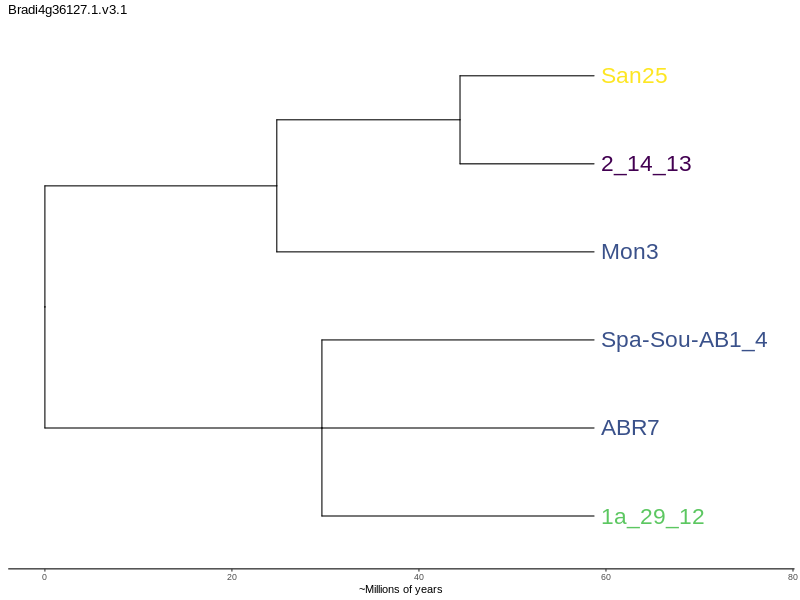 Bradi4g36127.1.v3.1
San25
2_14_13
Mon3
Spa-Sou-AB1_4
ABR7
1a_29_12
0 20 40 60 80
~Millions of years